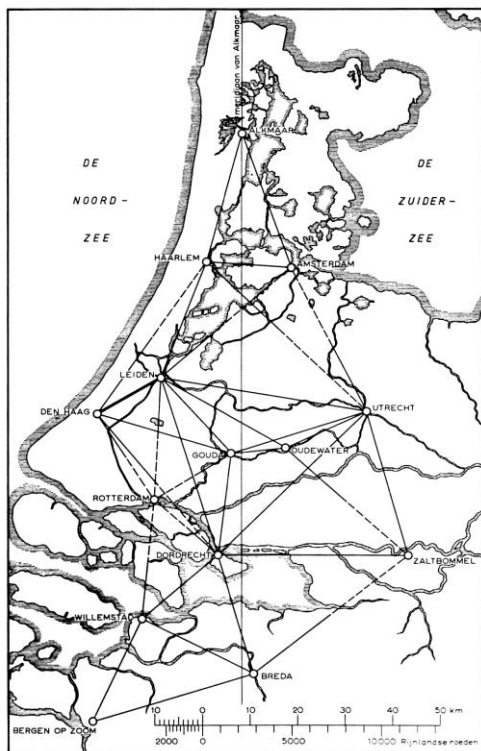 Meridiaan van Alkmaar
ALKMAAR
DE
NOORD-
ZEE
DE
ZUIDER-
ZEE
HAARLEM
AMSTERDAM
LEIDEN
DEN HAAG
UTRECHT
GOUDA
OUDEWATER
ROTTERDAM
DORDRECHT
ZALTBOMMEL
WILLEMSTAD
BREDA
BERGEN OP ZOOM
10 0 10 20 30 40 50 km
2000 0 5000 10000 Rijnlandse roeden